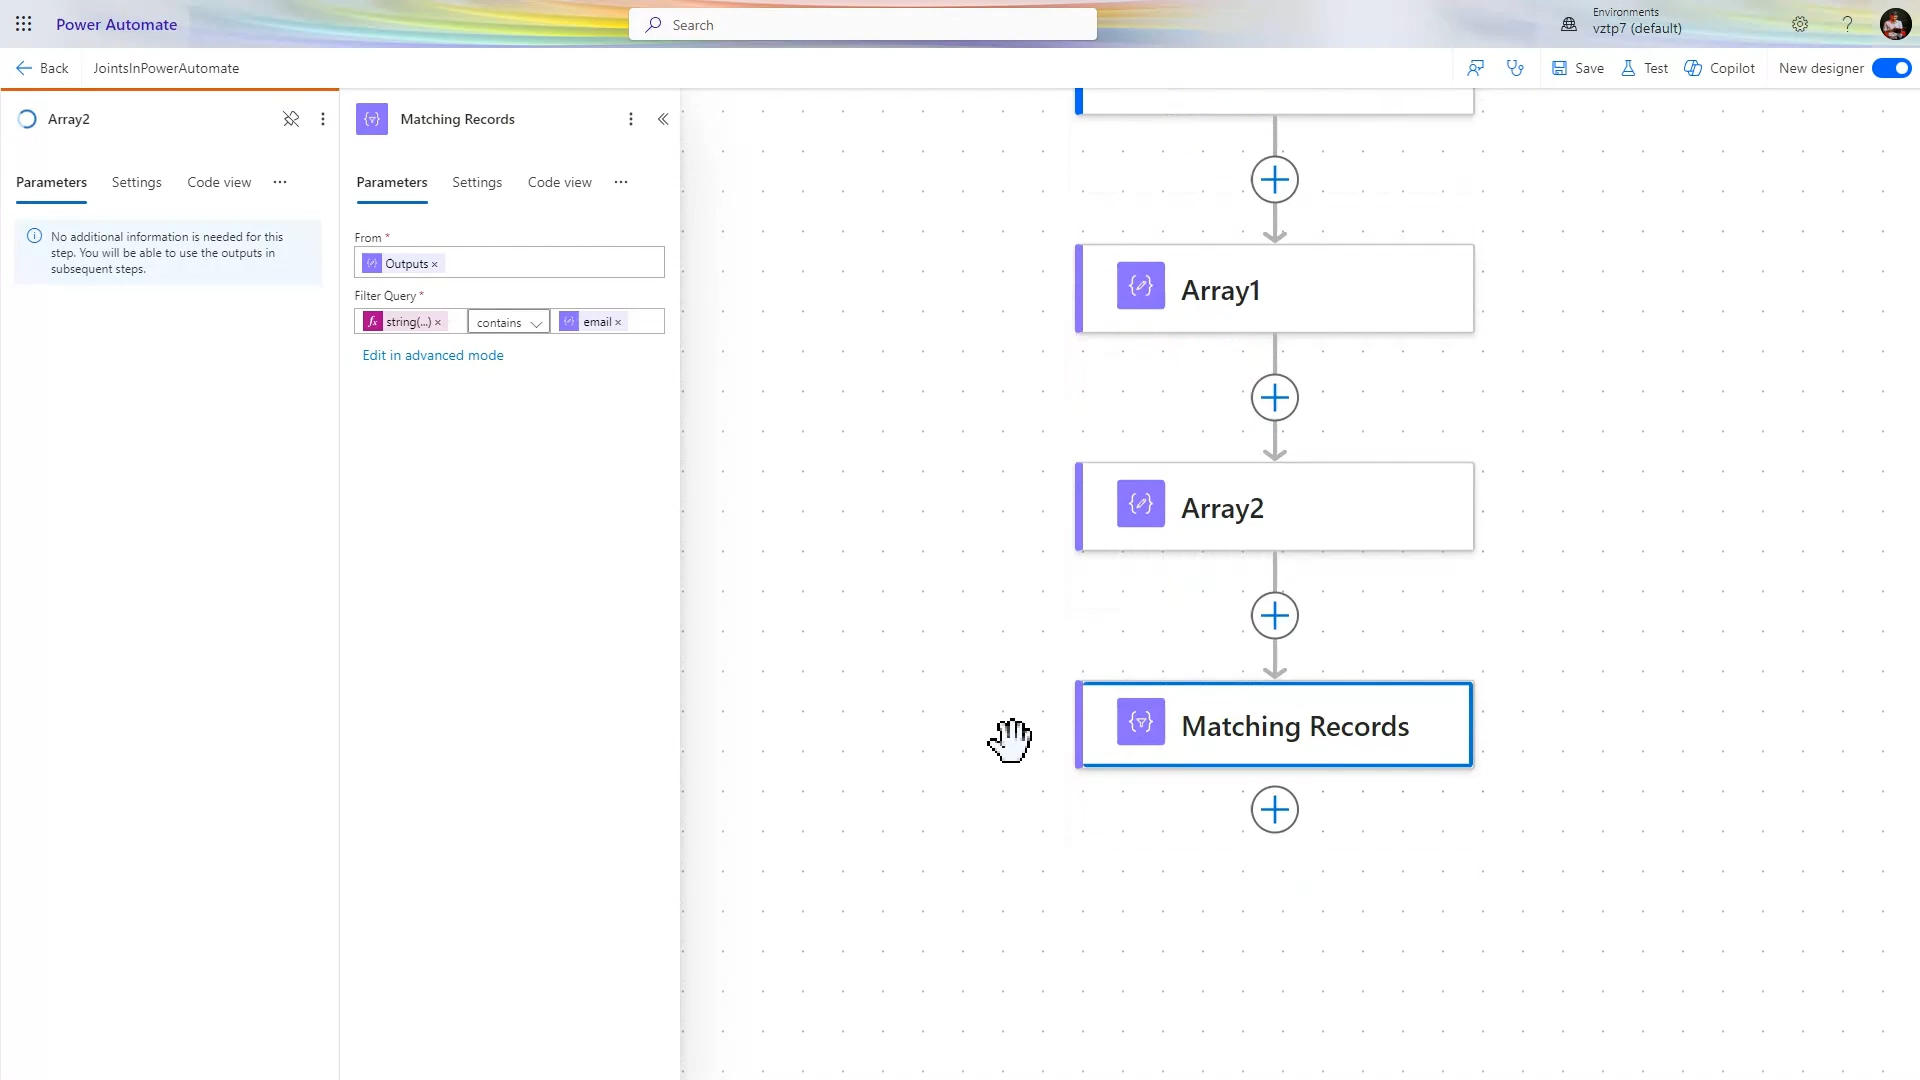 Power Automate
Search
Environments
vztp7 (default)
?
Back
JointsInPowerAutomate
Save
Test
Copilot
New designer
Array2
Parameters
Settings
Code view
...
No additional information is needed for this
step. You will be able to use the outputs in
subsequent steps.
Matching Records
Parameters
Settings
Code view
...
From *
Outputs ×
Filter Query *
fx string(...) ×
contains
email ×
Edit in advanced mode
Array1
Array2
Matching Records